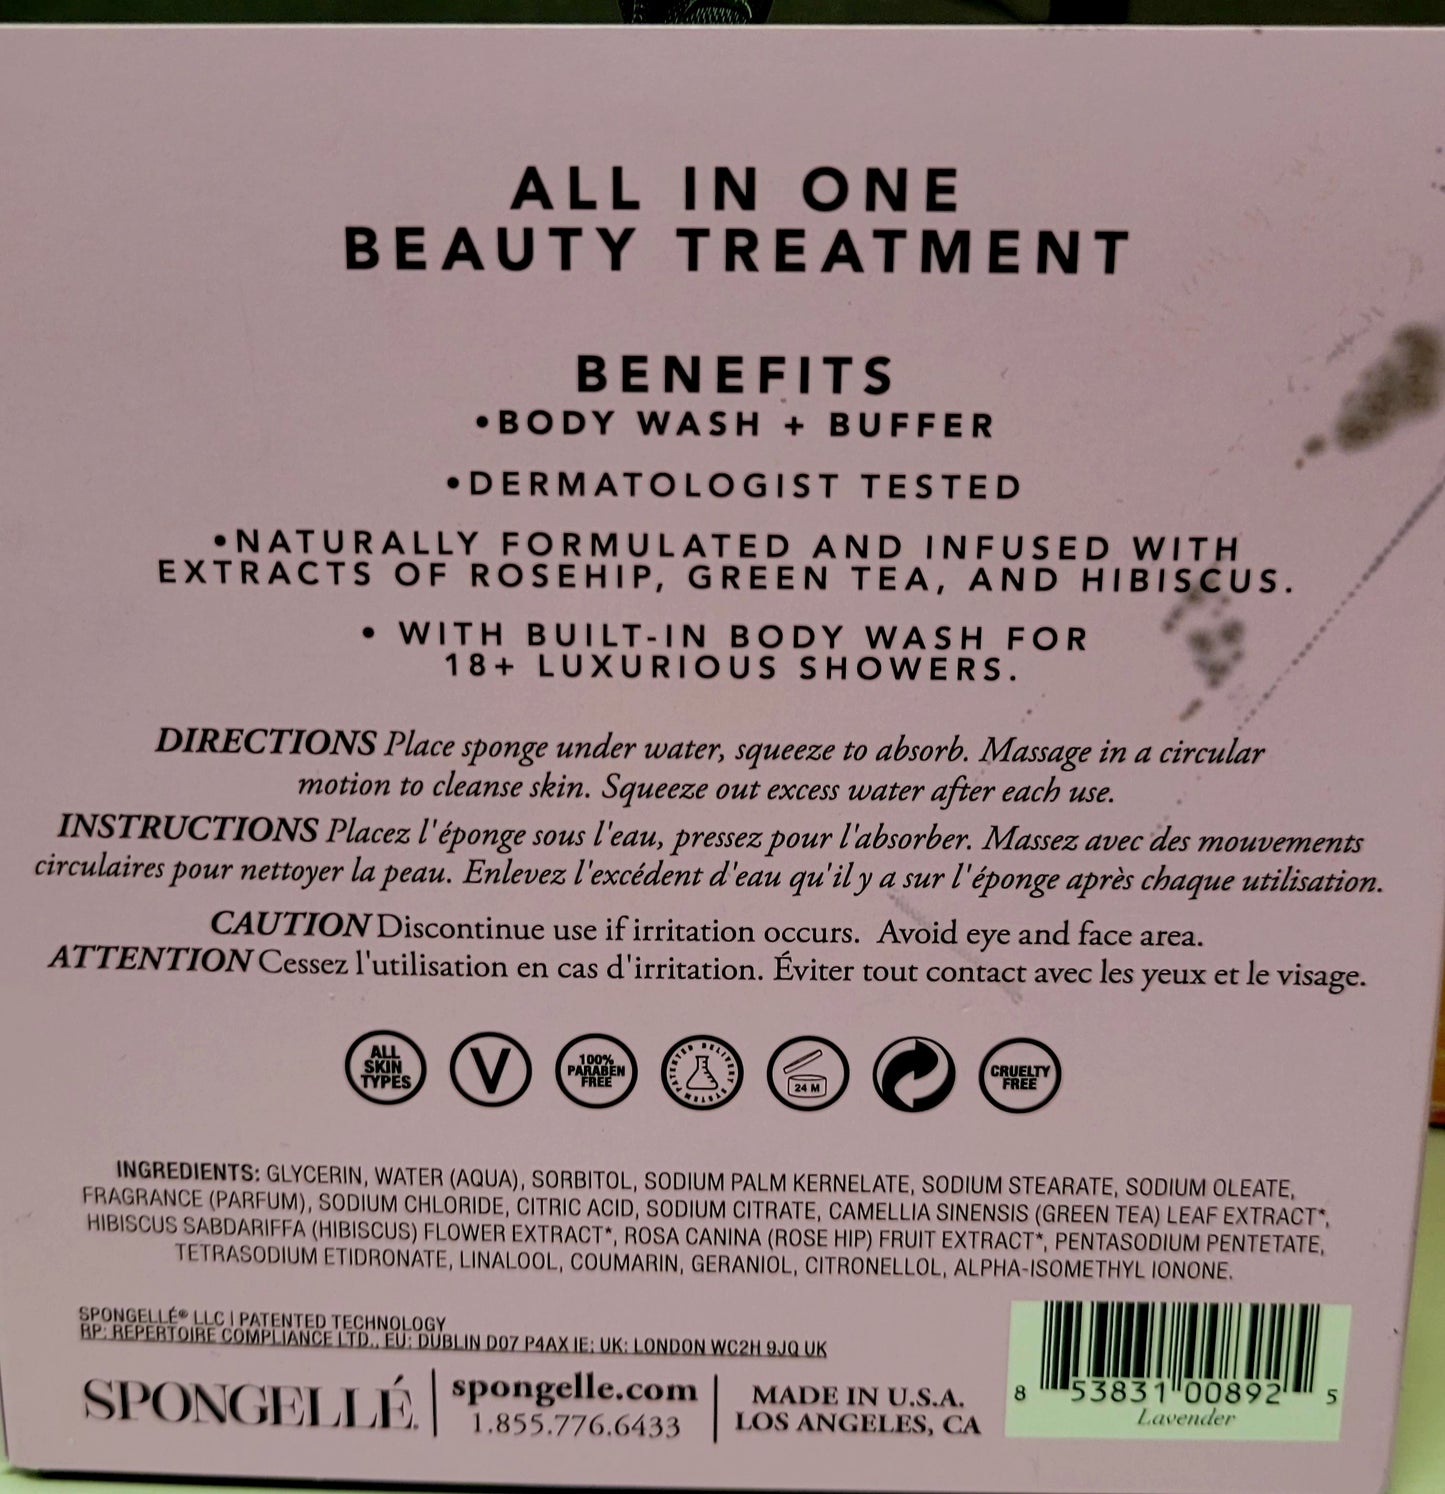 ALL IN ONE
BEAUTY TREATMENT
BENEFITS
•BODY WASH + BUFFER
•DERMATOLOGIST TESTED
•NATURALLY FORMULATED AND INFUSED WITH
EXTRACTS OF ROSEHIP, GREEN TEA, AND HIBISCUS.
• WITH BUILT-IN BODY WASH FOR
18+ LUXURIOUS SHOWERS.
DIRECTIONS Place sponge under water, squeeze to absorb. Massage in a circular
motion to cleanse skin. Squeeze out excess water after each use.
INSTRUCTIONS Placez l'éponge sous l'eau, pressez pour l'absorber. Massez avec des mouvements
circulaires pour nettoyer la peau. Enlevez l'excédent d'eau qu'il y a sur l'éponge après chaque utilisation.
CAUTION Discontinue use if irritation occurs. Avoid eye and face area.
ATTENTION Cessez l'utilisation en cas d'irritation. Éviter tout contact avec les yeux et le visage.
ALL
SKIN
TYPES
V
100%
PARABEN
FREE
PATENTED DELIVERY SYSTEM
24 M
CRUELTY
FREE
INGREDIENTS: GLYCERIN, WATER (AQUA), SORBITOL, SODIUM PALM KERNELATE, SODIUM STEARATE, SODIUM OLEATE,
FRAGRANCE (PARFUM), SODIUM CHLORIDE, CITRIC ACID, SODIUM CITRATE, CAMELLIA SINENSIS (GREEN TEA) LEAF EXTRACT*,
HIBISCUS SABDARIFFA (HIBISCUS) FLOWER EXTRACT*, ROSA CANINA (ROSE HIP) FRUIT EXTRACT*, PENTASODIUM PENTETATE,
TETRASODIUM ETIDRONATE, LINALOOL, COUMARIN, GERANIOL, CITRONELLOL, ALPHA-ISOMETHYL IONONE.
SPONGELLÉ® LLC | PATENTED TECHNOLOGY
RP: REPERTOIRE COMPLIANCE LTD., EU: DUBLIN D07 P4AX IE; UK: LONDON WC2H 9JQ UK
SPONGELLÉ.
spongelle.com
1.855.776.6433
MADE IN U.S.A.
LOS ANGELES, CA
8 53831 00892 5
Lavender